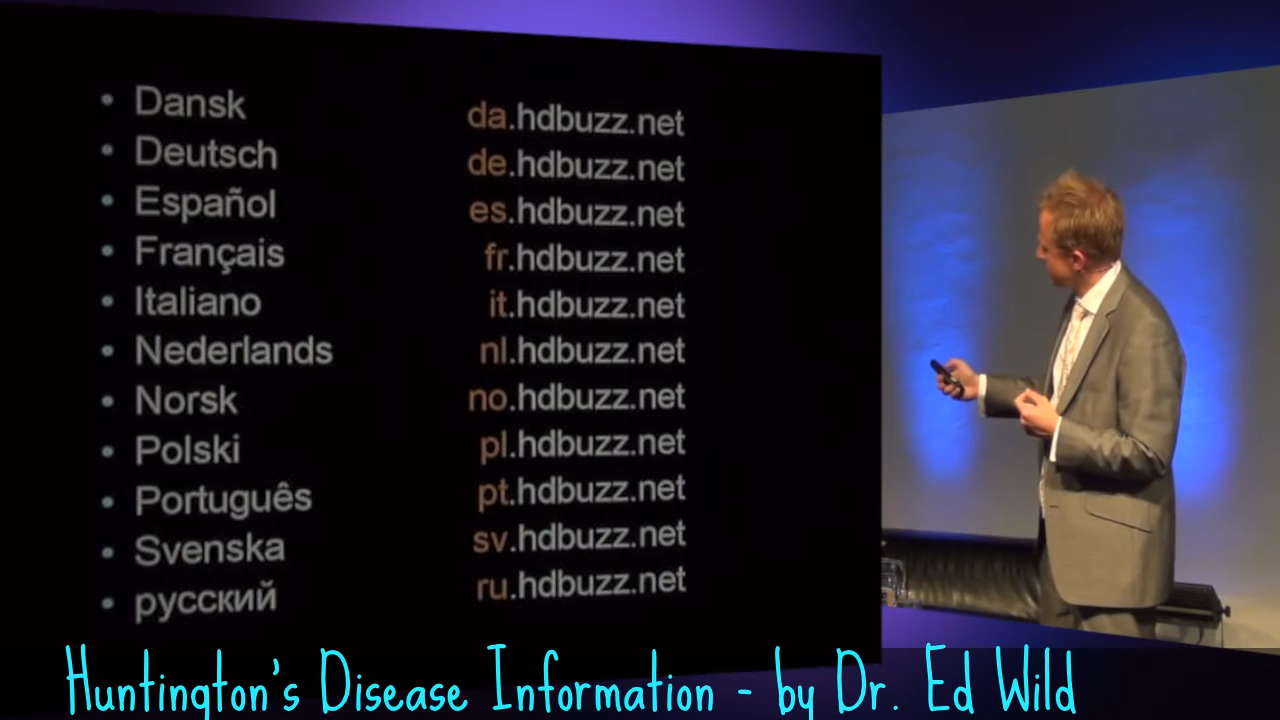 • Dansk da.hdbuzz.net
• Deutsch de.hdbuzz.net
• Español es.hdbuzz.net
• Français fr.hdbuzz.net
• Italiano it.hdbuzz.net
• Nederlands nl.hdbuzz.net
• Norsk no.hdbuzz.net
• Polski pl.hdbuzz.net
• Português pt.hdbuzz.net
• Svenska sv.hdbuzz.net
• русский ru.hdbuzz.net
Huntington's Disease Information - by Dr. Ed Wild